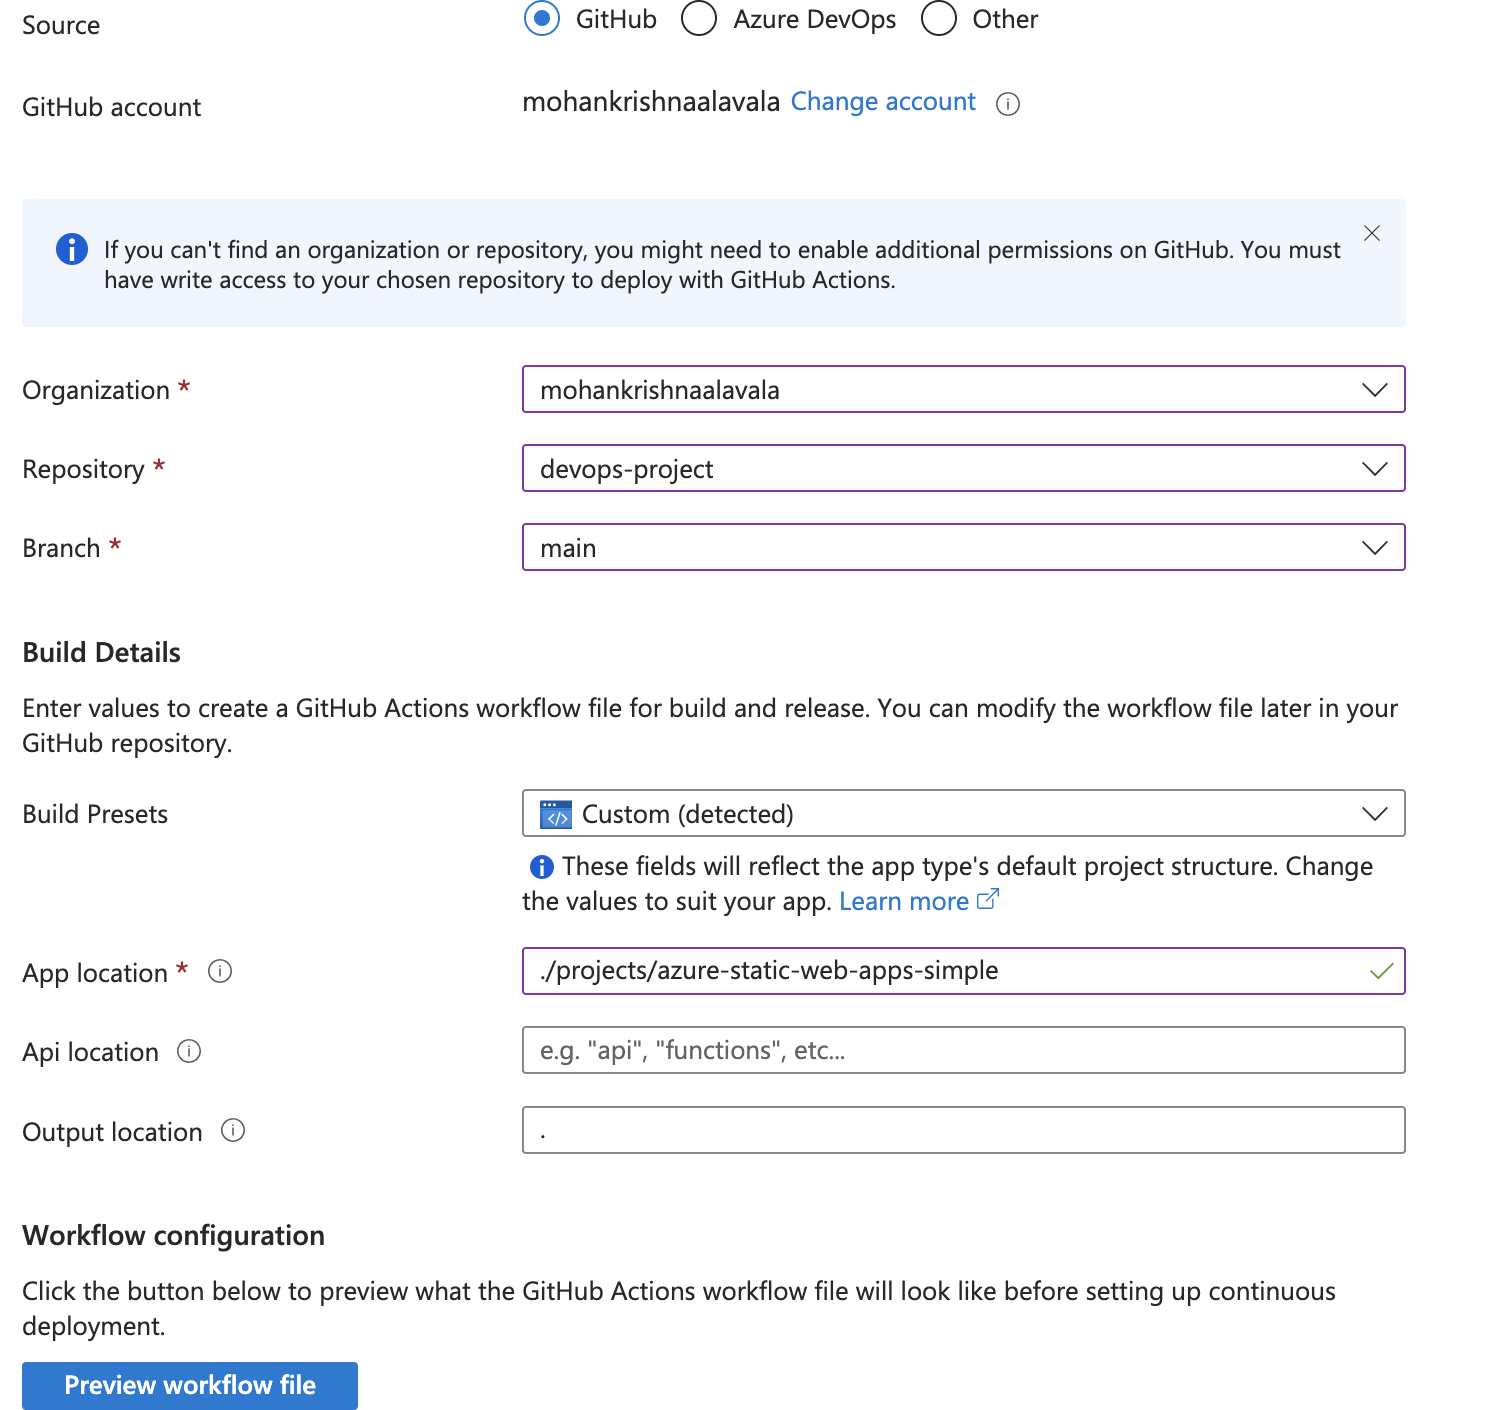 Source
GitHub
Azure DevOps
Other
GitHub account
mohankrishnaalavala Change account
If you can't find an organization or repository, you might need to enable additional permissions on GitHub. You must
have write access to your chosen repository to deploy with GitHub Actions.
Organization *
mohankrishnaalavala
Repository *
devops-project
Branch *
main
Build Details
Enter values to create a GitHub Actions workflow file for build and release. You can modify the workflow file later in your
GitHub repository.
Build Presets
Custom (detected)
These fields will reflect the app type's default project structure. Change
the values to suit your app. Learn more
App location *
./projects/azure-static-web-apps-simple
Api location
e.g. "api", "functions", etc...
Output location
.
Workflow configuration
Click the button below to preview what the GitHub Actions workflow file will look like before setting up continuous
deployment.
Preview workflow file